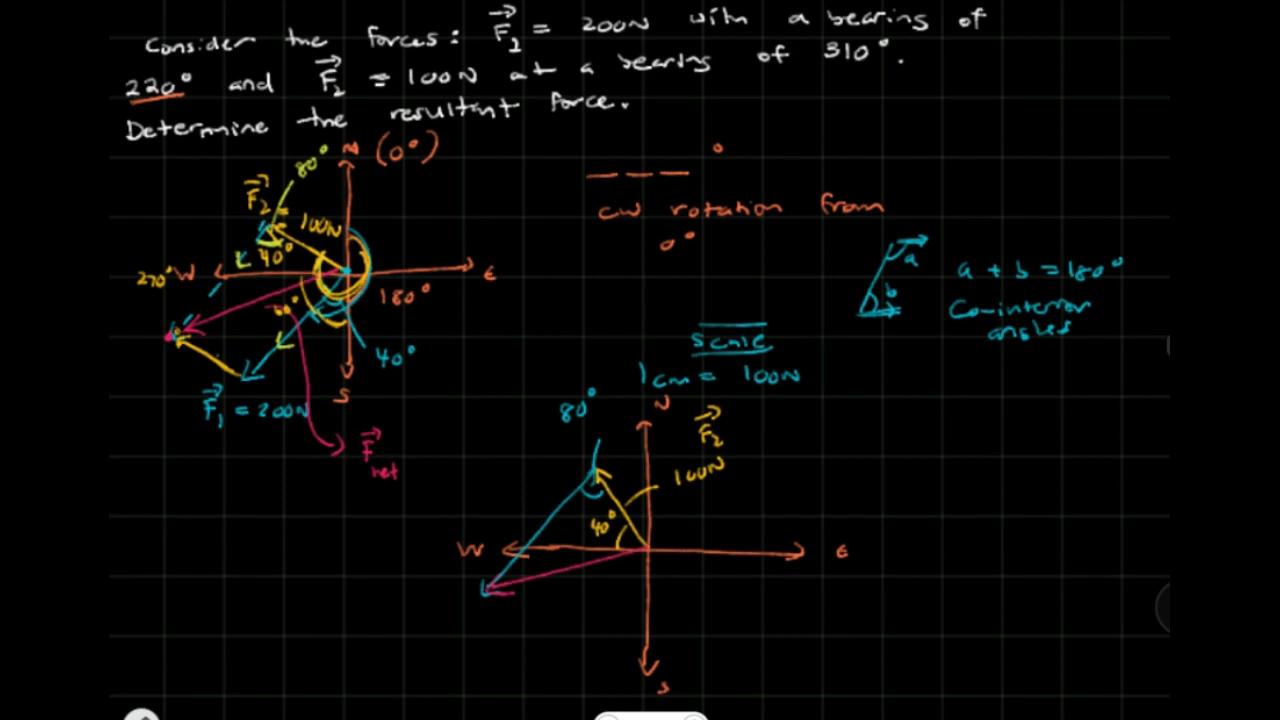 Consider the forces: F₂ = 200N with a bearing of
220° and F₂ = 100N at a bearing of 310°.
Determine the resultant force.
N (0°)
80°
F₂ =
100N
40°
270° W
E
180°
60°
40°
S
F₁ = 200N
F net
_ _ _ °
cw rotation from
0°
a
b
a + b = 180°
Co-interior
angles
Scale
1cm = 100N
80°
N
F₂
100N
40°
W
E
S